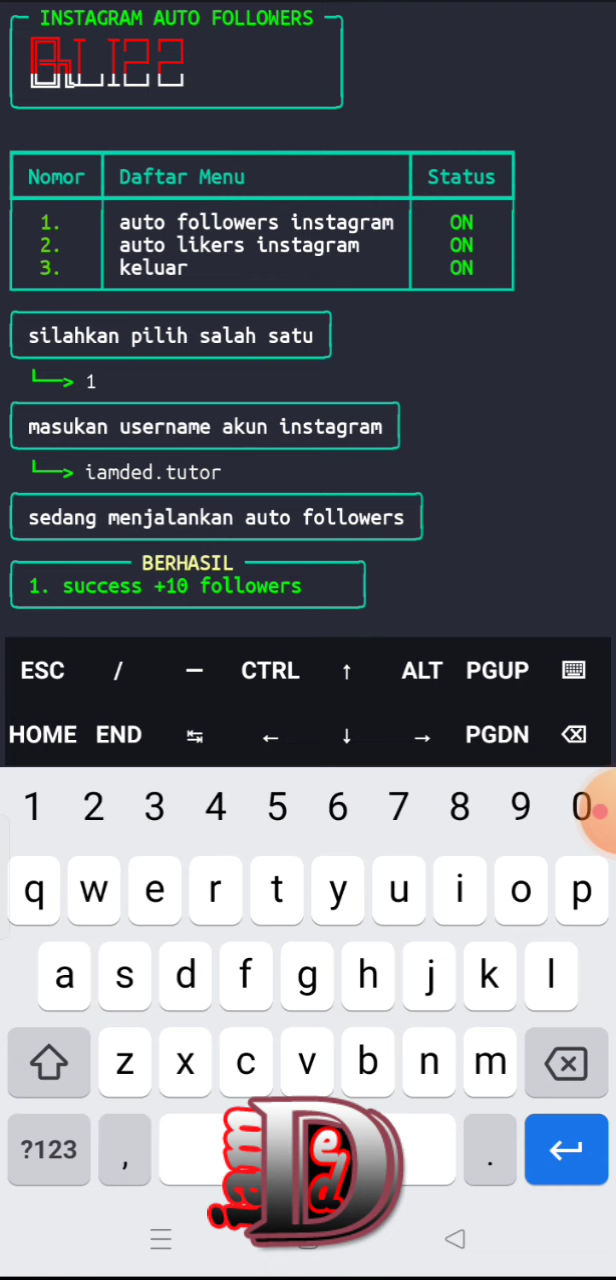 INSTAGRAM AUTO FOLLOWERS
BLIZZ
Nomor Daftar Menu Status
1. auto followers instagram ON
2. auto likers instagram ON
3. keluar ON
silahkan pilih salah satu
└──> 1
masukan username akun instagram
└──> iamded.tutor
sedang menjalankan auto followers
BERHASIL
1. success +10 followers
ESC / — CTRL ↑ ALT PGUP
HOME END ↹ ← ↓ → PGDN
1 2 3 4 5 6 7 8 9 0
q w e r t y u i o p
a s d f g h j k l
z x c v b n m
?123 , .
iam D ed